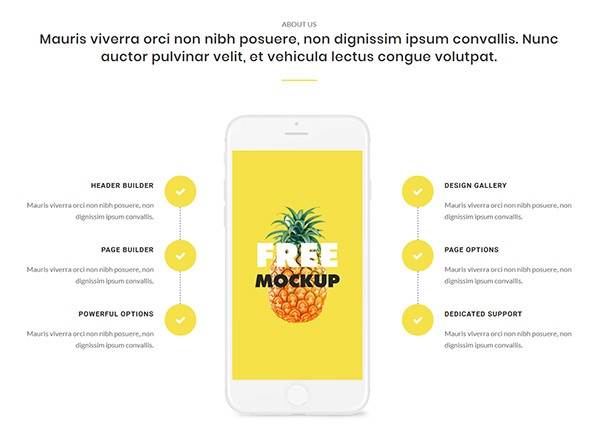 ABOUT US
Mauris viverra orci non nibh posuere, non dignissim ipsum convallis. Nunc
auctor pulvinar velit, et vehicula lectus congue volutpat.
HEADER BUILDER
Mauris viverra orci non nibh posuere, non
dignissim ipsum convallis.
PAGE BUILDER
Mauris viverra orci non nibh posuere, non
dignissim ipsum convallis.
POWERFUL OPTIONS
Mauris viverra orci non nibh posuere, non
dignissim ipsum convallis.
FREE
MOCKUP
DESIGN GALLERY
Mauris viverra orci non nibh posuere, non
dignissim ipsum convallis.
PAGE OPTIONS
Mauris viverra orci non nibh posuere, non
dignissim ipsum convallis.
DEDICATED SUPPORT
Mauris viverra orci non nibh posuere, non
dignissim ipsum convallis.